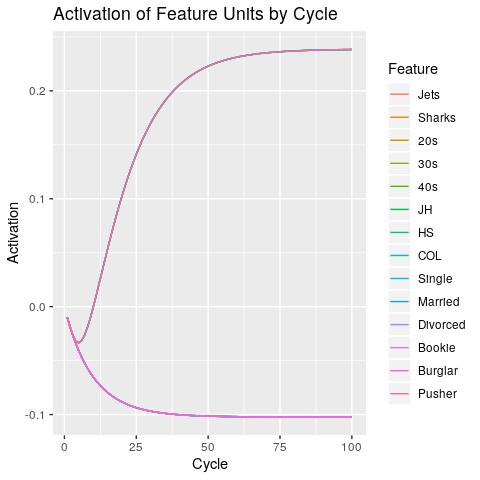 Activation of Feature Units by Cycle
Activation
0.2
0.1
0.0
-0.1
0
25
50
75
100
Cycle
Feature
Jets
Sharks
20s
30s
40s
JH
HS
COL
Single
Married
Divorced
Bookie
Burglar
Pusher